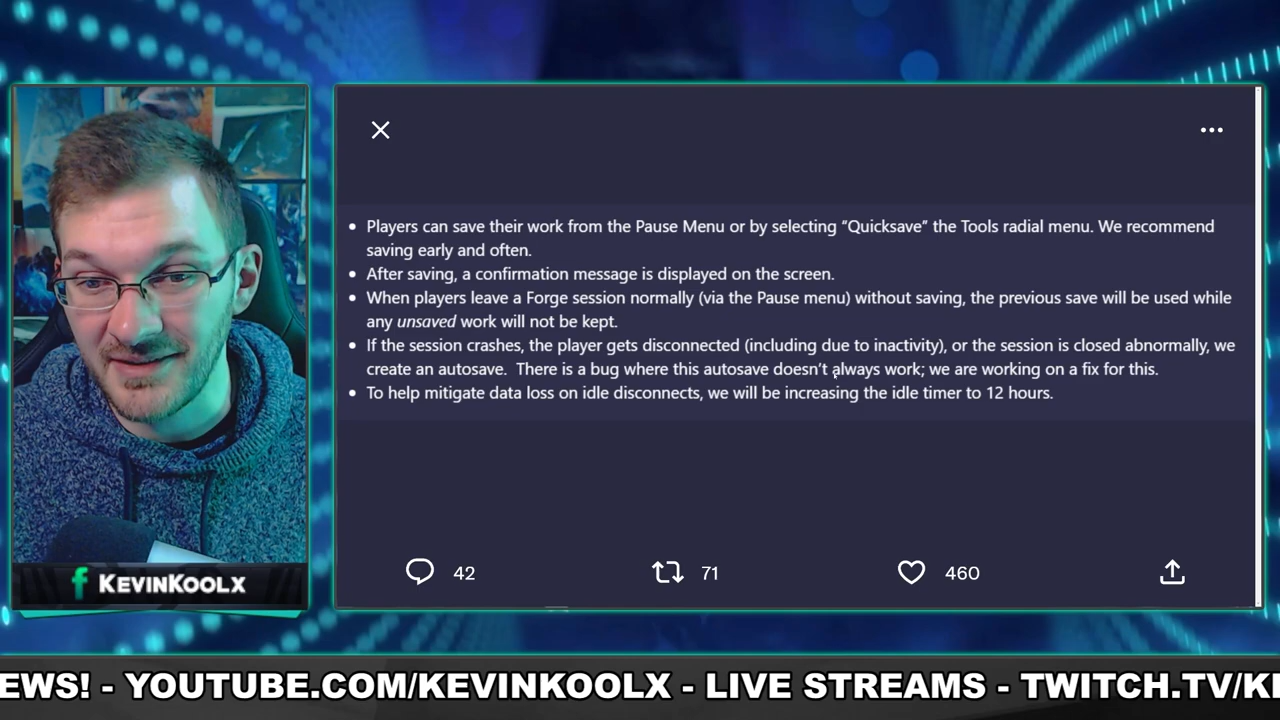 • Players can save their work from the Pause Menu or by selecting “Quicksave” the Tools radial menu. We recommend
saving early and often.
• After saving, a confirmation message is displayed on the screen.
• When players leave a Forge session normally (via the Pause menu) without saving, the previous save will be used while
any unsaved work will not be kept.
• If the session crashes, the player gets disconnected (including due to inactivity), or the session is closed abnormally, we
create an autosave.  There is a bug where this autosave doesn’t always work; we are working on a fix for this.
• To help mitigate data loss on idle disconnects, we will be increasing the idle timer to 12 hours.
42 71 460
f KEVINKOOLX
EWS! - YOUTUBE.COM/KEVINKOOLX - LIVE STREAMS - TWITCH.TV/K